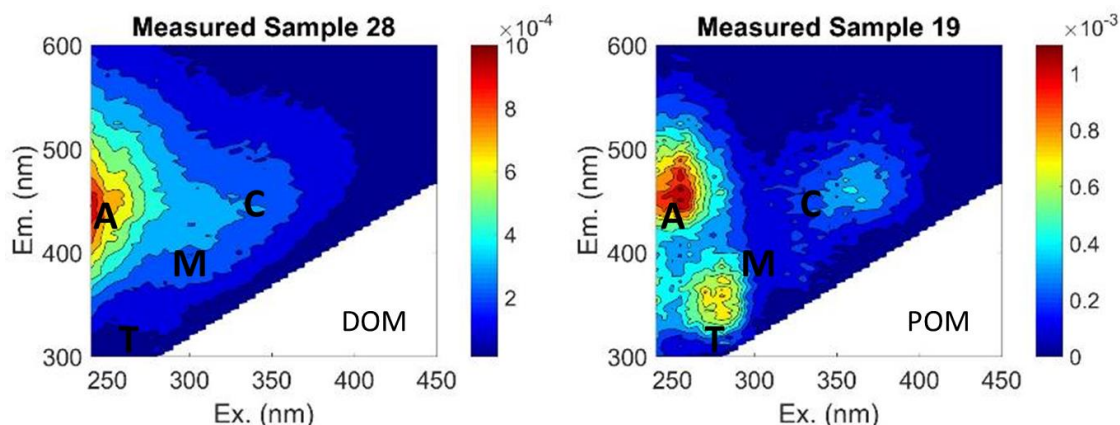 Measured Sample 28
×10⁻⁴
600
500
400
300
Em. (nm)
A
C
M
T
DOM
250 300 350 400 450
Ex. (nm)
10
8
6
4
2
Measured Sample 19
×10⁻³
600
500
400
300
Em. (nm)
A
C
M
T
POM
250 300 350 400 450
Ex. (nm)
1
0.8
0.6
0.4
0.2
0